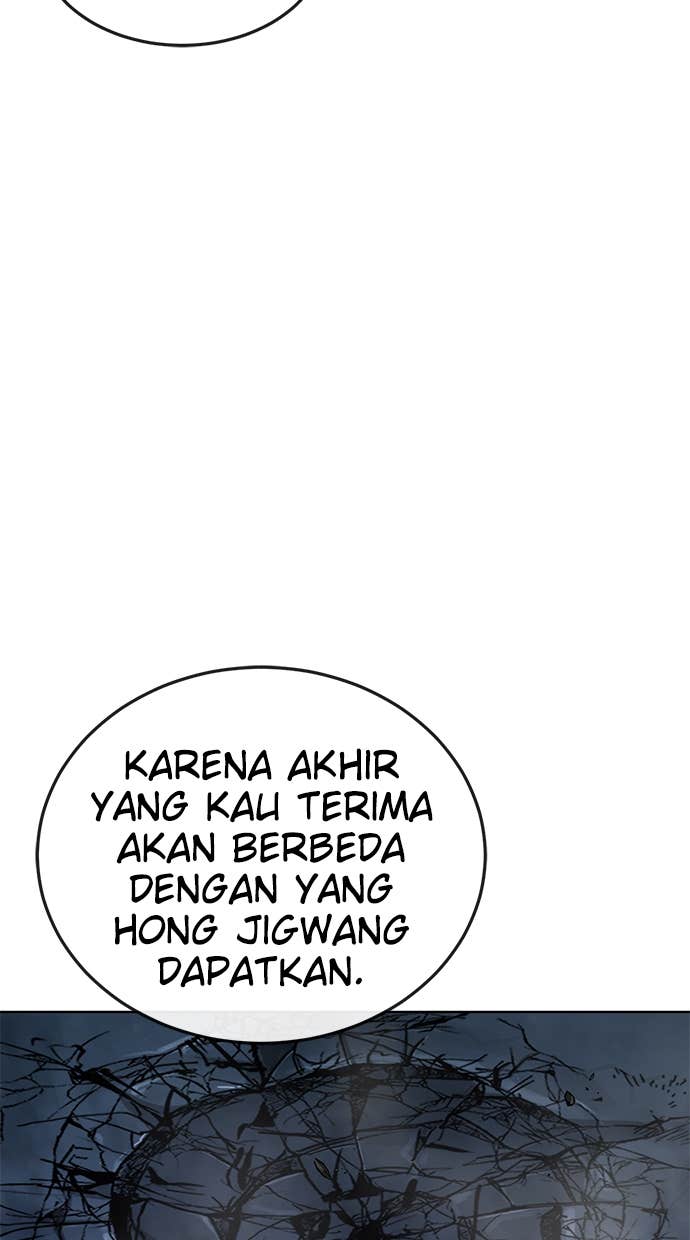 KARENA AKHIR
YANG KAU TERIMA
AKAN BERBEDA
DENGAN YANG
HONG JIGWANG
DAPATKAN.